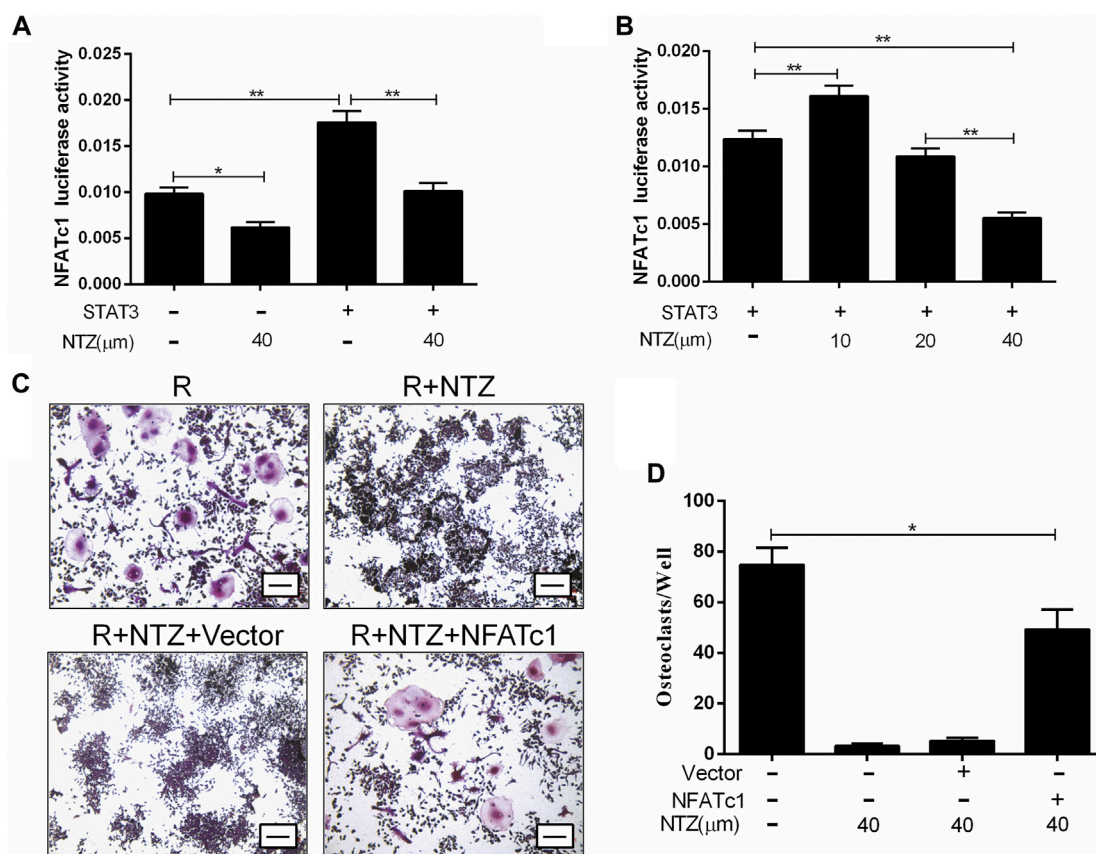 A
NFATc1 luciferase activity
0.025
0.020
0.015
0.010
0.005
0.000
*
**
**
STAT3 - - + +
NTZ(μm) - 40 - 40
B
NFATc1 luciferase activity
0.020
0.015
0.010
0.005
0.000
**
**
**
STAT3 + + + +
NTZ(μm) - 10 20 40
C
R R+NTZ
R+NTZ+Vector R+NTZ+NFATc1
D
Osteoclasts/Well
100
80
60
40
20
0
*
Vector - - + -
NFATc1 - - - +
NTZ(μm) - 40 40 40